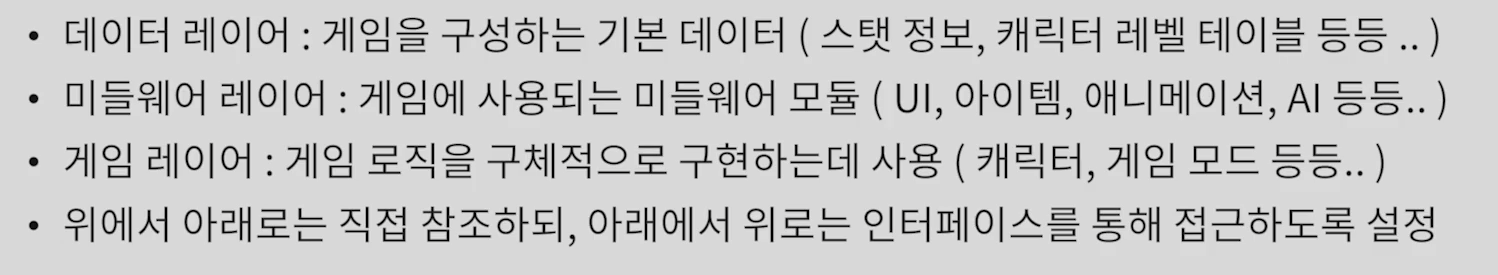 • 데이터 레이어 : 게임을 구성하는 기본 데이터 ( 스탯 정보, 캐릭터 레벨 테이블 등등 .. )
• 미들웨어 레이어 : 게임에 사용되는 미들웨어 모듈 ( UI, 아이템, 애니메이션, AI 등등.. )
• 게임 레이어 : 게임 로직을 구체적으로 구현하는데 사용 ( 캐릭터, 게임 모드 등등.. )
• 위에서 아래로는 직접 참조하되, 아래에서 위로는 인터페이스를 통해 접근하도록 설정